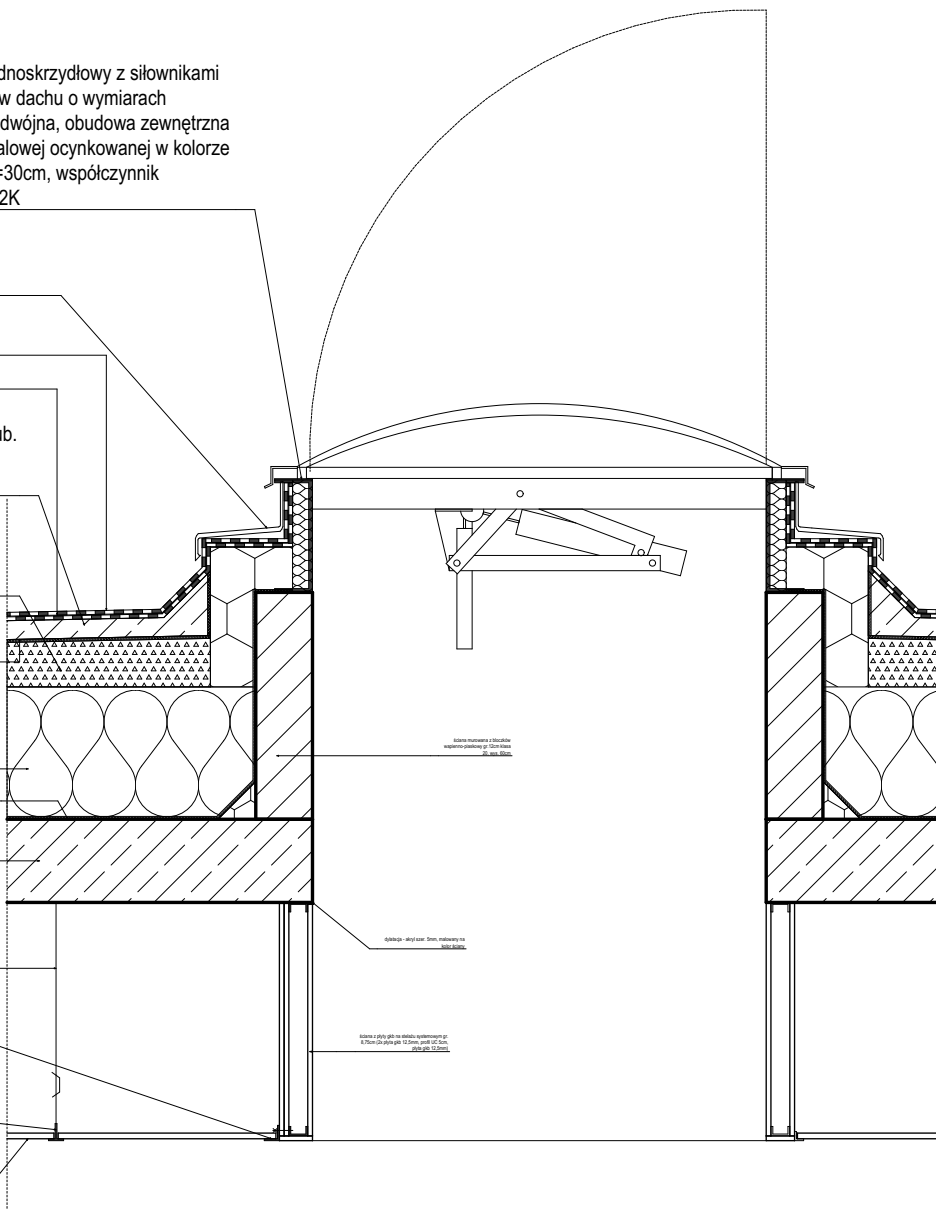 dnoskrzydłowy z siłownikami
w dachu o wymiarach
dwójna, obudowa zewnętrzna
alowej ocynkowanej w kolorze
=30cm, współczynnik
2K
ub.
ściana murowana z bloczków
wapienno-piaskowy gr. 12cm klasa
20, wys. 60cm
dylatacja - akryl szer. 5mm, malowany na
kolor ściany
ściana z płyty gkb na stelażu systemowym gr.
8,75cm (2x płyta gkb 12,5mm, profil UC 5cm,
płyta gkb 12,5mm)